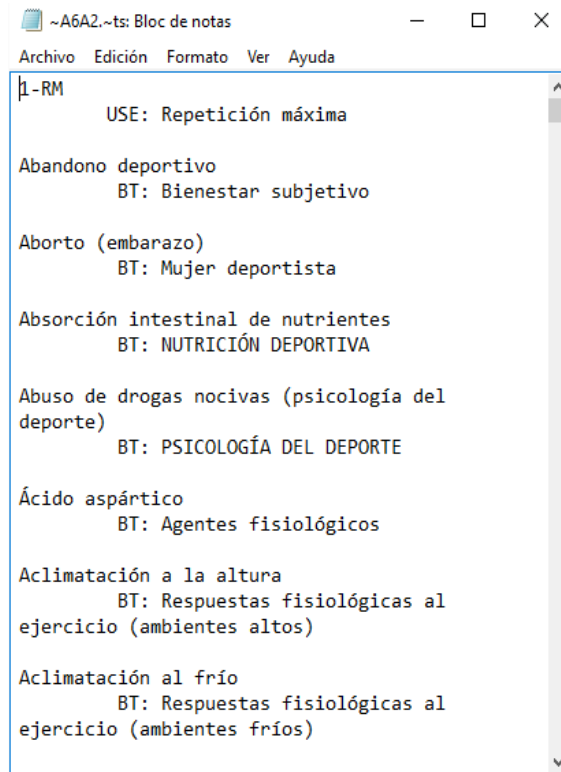 ~A6A2.~ts: Bloc de notas
Archivo Edición Formato Ver Ayuda
1-RM
USE: Repetición máxima
Abandono deportivo
BT: Bienestar subjetivo
Aborto (embarazo)
BT: Mujer deportista
Absorción intestinal de nutrientes
BT: NUTRICIÓN DEPORTIVA
Abuso de drogas nocivas (psicología del
deporte)
BT: PSICOLOGÍA DEL DEPORTE
Ácido aspártico
BT: Agentes fisiológicos
Aclimatación a la altura
BT: Respuestas fisiológicas al
ejercicio (ambientes altos)
Aclimatación al frío
BT: Respuestas fisiológicas al
ejercicio (ambientes fríos)